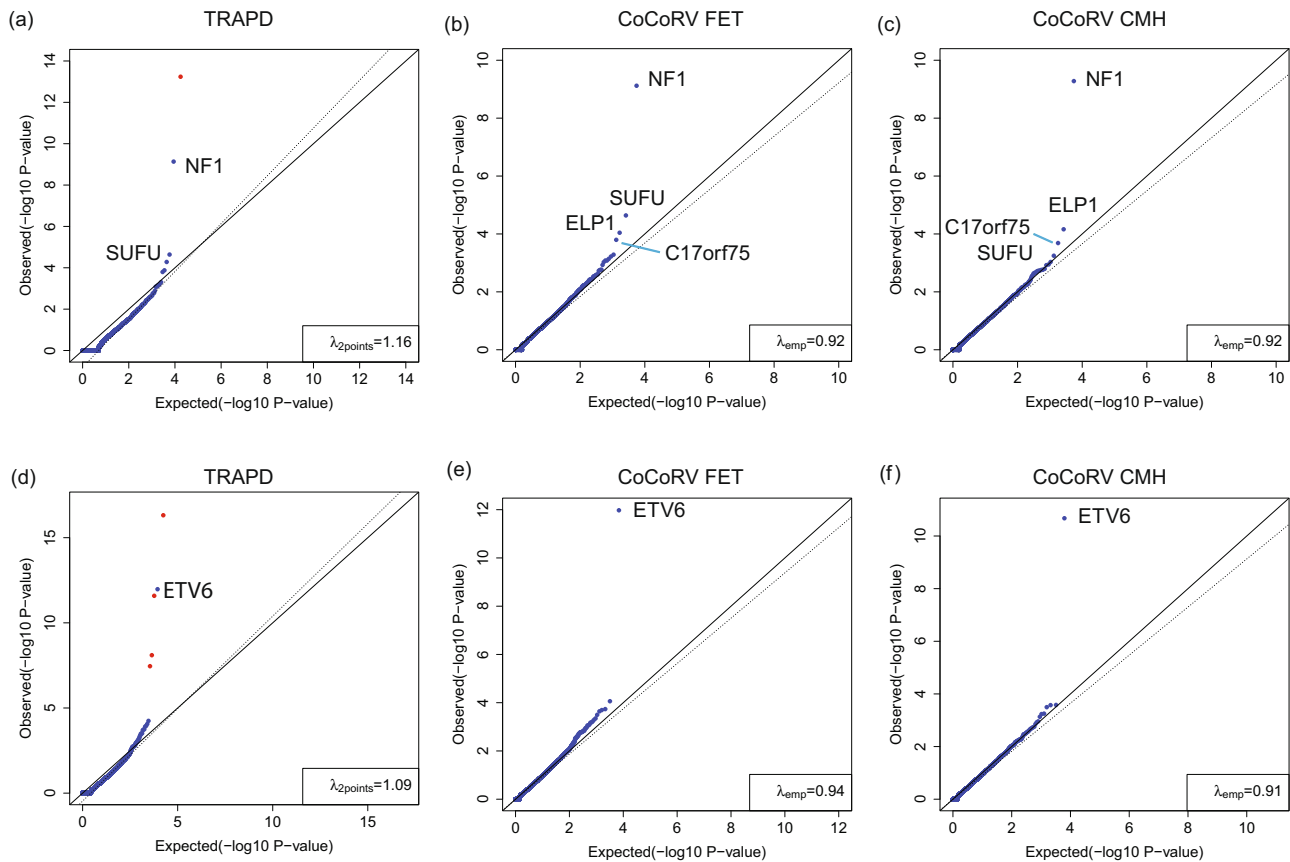 (a)
TRAPD
14
12
10
8
6
4
2
0
Observed(−log10 P−value)
NF1
SUFU
λ2points=1.16
0 2 4 6 8 10 12 14
Expected(−log10 P−value)
(b)
CoCoRV FET
10
8
6
4
2
0
Observed(−log10 P−value)
NF1
SUFU
ELP1
C17orf75
λemp=0.92
0 2 4 6 8 10
Expected(−log10 P−value)
(c)
CoCoRV CMH
10
8
6
4
2
0
Observed(−log10 P−value)
NF1
ELP1
C17orf75
SUFU
λemp=0.92
0 2 4 6 8 10
Expected(−log10 P−value)
(d)
TRAPD
15
10
5
0
Observed(−log10 P−value)
ETV6
λ2points=1.09
0 5 10 15
Expected(−log10 P−value)
(e)
CoCoRV FET
12
10
8
6
4
2
0
Observed(−log10 P−value)
ETV6
λemp=0.94
0 2 4 6 8 10 12
Expected(−log10 P−value)
(f)
CoCoRV CMH
10
8
6
4
2
0
Observed(−log10 P−value)
ETV6
λemp=0.91
0 2 4 6 8 10
Expected(−log10 P−value)